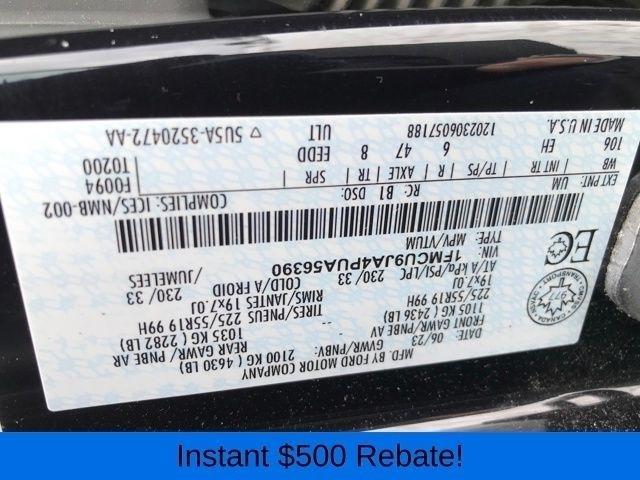 MFD. BY FORD MOTOR COMPANY
DATE: 06/23 GVWR/PNBV: 2100 KG ( 4630 LB)
FRONT GAWR/PNBE AV REAR GAWR/PNBE AR
1105 KG ( 2436 LB) 1035 KG ( 2282 LB)
225/55R19 99H TIRES/PNEUS 225/55R19 99H
19x7.0J RIMS/JANTES 19x7.0J
AT/A kPa/PSI/LPC 230/33 COLD/A FROID 230/33 /JUMELEES
VIN: 1FMCU9JA4PUA56390
TYPE: MPV/VTUM
EC
COMPLIES: ICES/NMB-002
F0094
T0200
EXT PNT: UM RC: B1 DSO:
WB INT TR TP/PS R AXLE TR SPR
106 EH 6 47 8 FEDD
MADE IN U.S.A. 120230605718​8 ULT ▽ 5U5A-3520472-AA
Instant $500 Rebate!